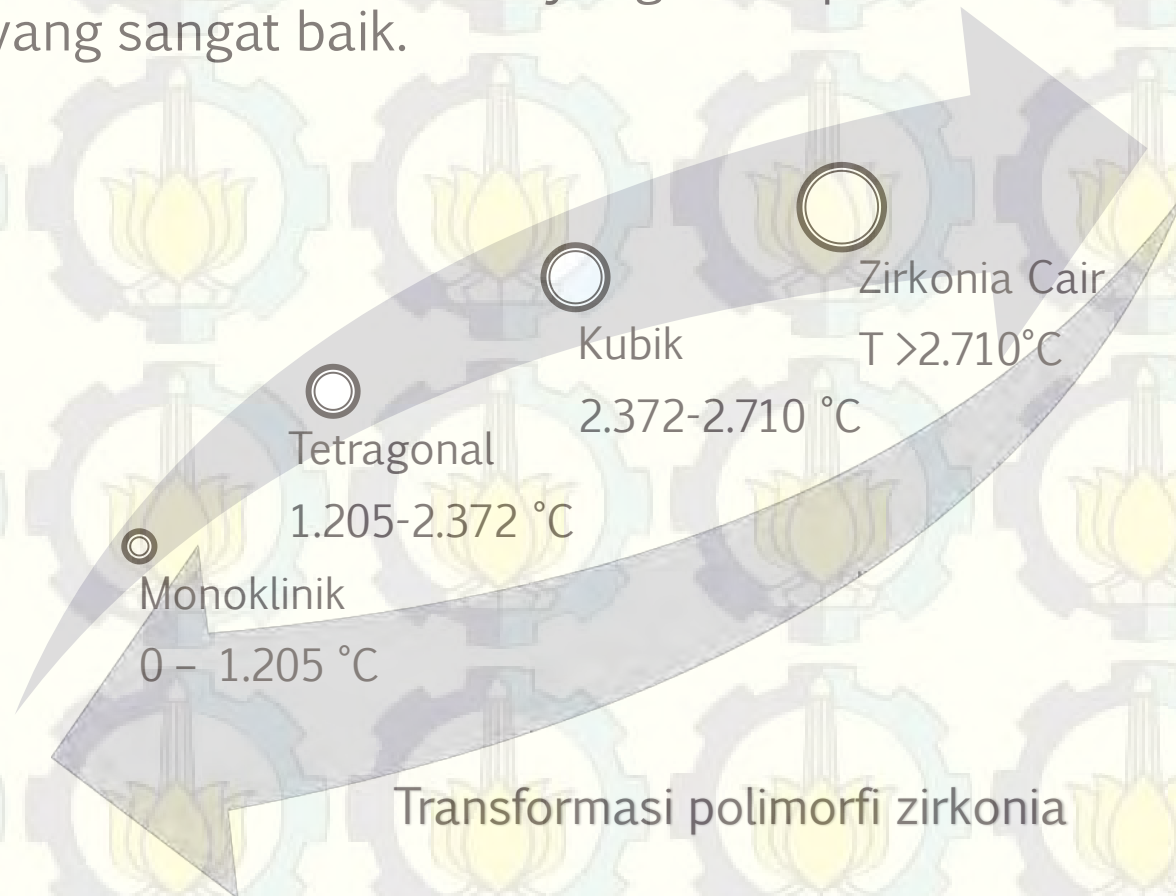 yang sangat baik.
Zirkonia Cair
T >2.710°C
Kubik
2.372-2.710 °C
Tetragonal
1.205-2.372 °C
Monoklinik
0 – 1.205 °C
Transformasi polimorfi zirkonia